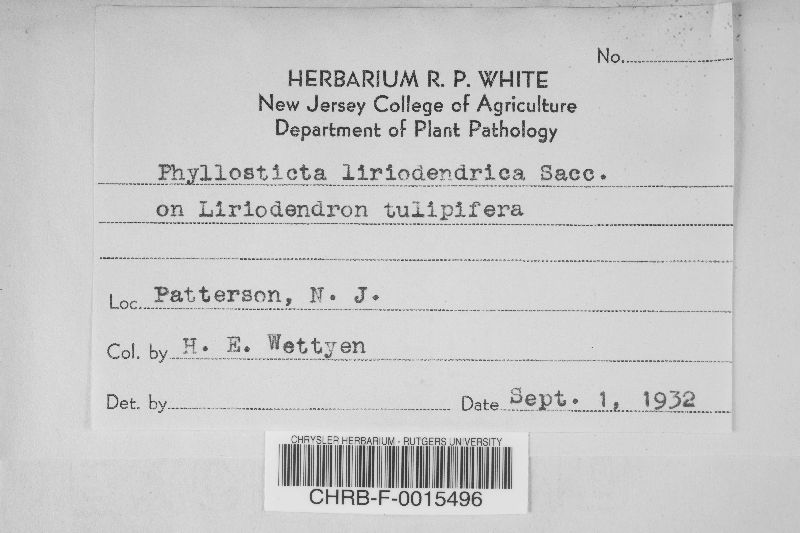 No.
HERBARIUM R. P. WHITE
New Jersey College of Agriculture
Department of Plant Pathology
Phyllosticta liriodendrica Sacc.
on Liriodendron tulipifera
Loc. Patterson, N. J.
Col. by H. E. Wettyen
Det. by
Date Sept. 1, 1932
CHRYSLER HERBARIUM - RUTGERS UNIVERSITY
CHRB-F-0015496